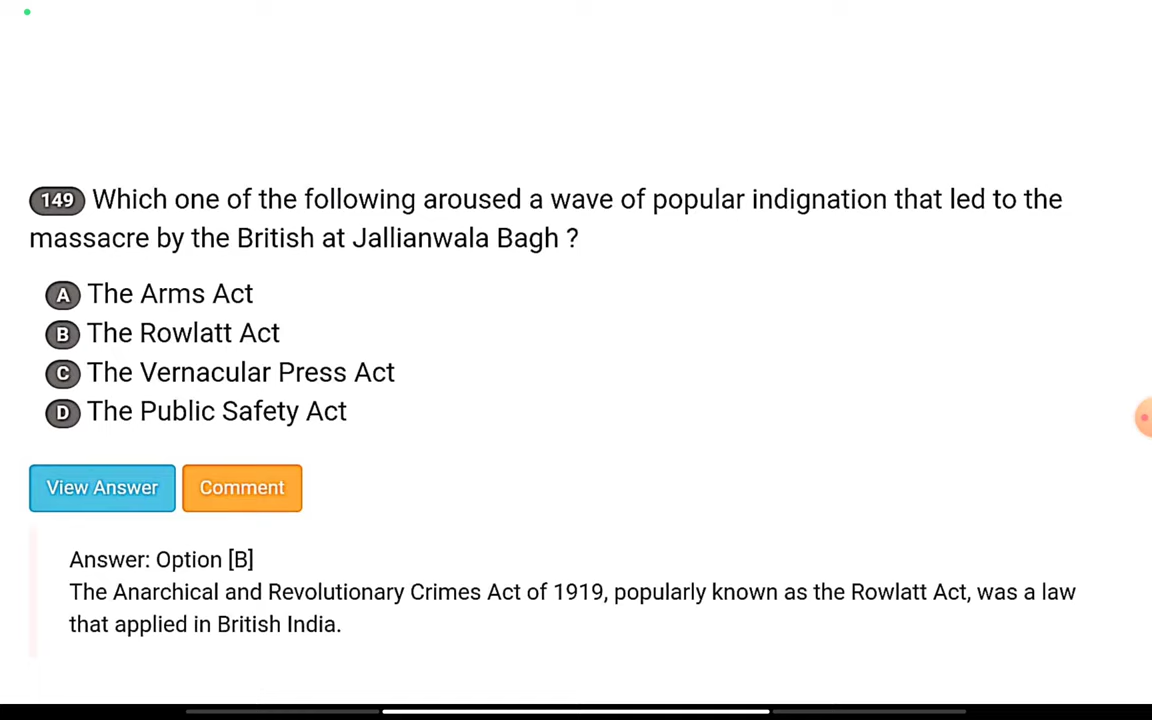 149 Which one of the following aroused a wave of popular indignation that led to the
massacre by the British at Jallianwala Bagh ?
A The Arms Act
B The Rowlatt Act
C The Vernacular Press Act
D The Public Safety Act
View Answer Comment
Answer: Option [B]
The Anarchical and Revolutionary Crimes Act of 1919, popularly known as the Rowlatt Act, was a law
that applied in British India.